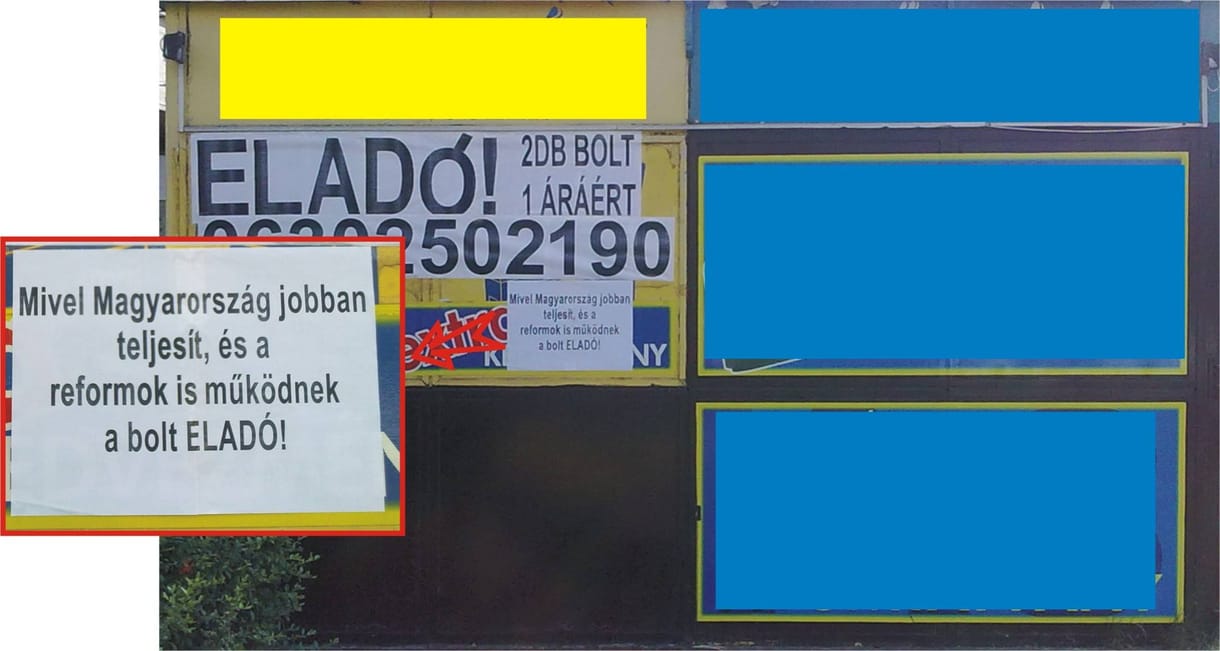 ELADÓ!
2DB BOLT
1 ÁRÁÉRT
06302502190
Mivel Magyarország jobban
teljesít, és a
reformok is működnek
a bolt ELADÓ!
Mivel Magyarország jobban
teljesít, és a
reformok is működnek
a bolt ELADÓ!